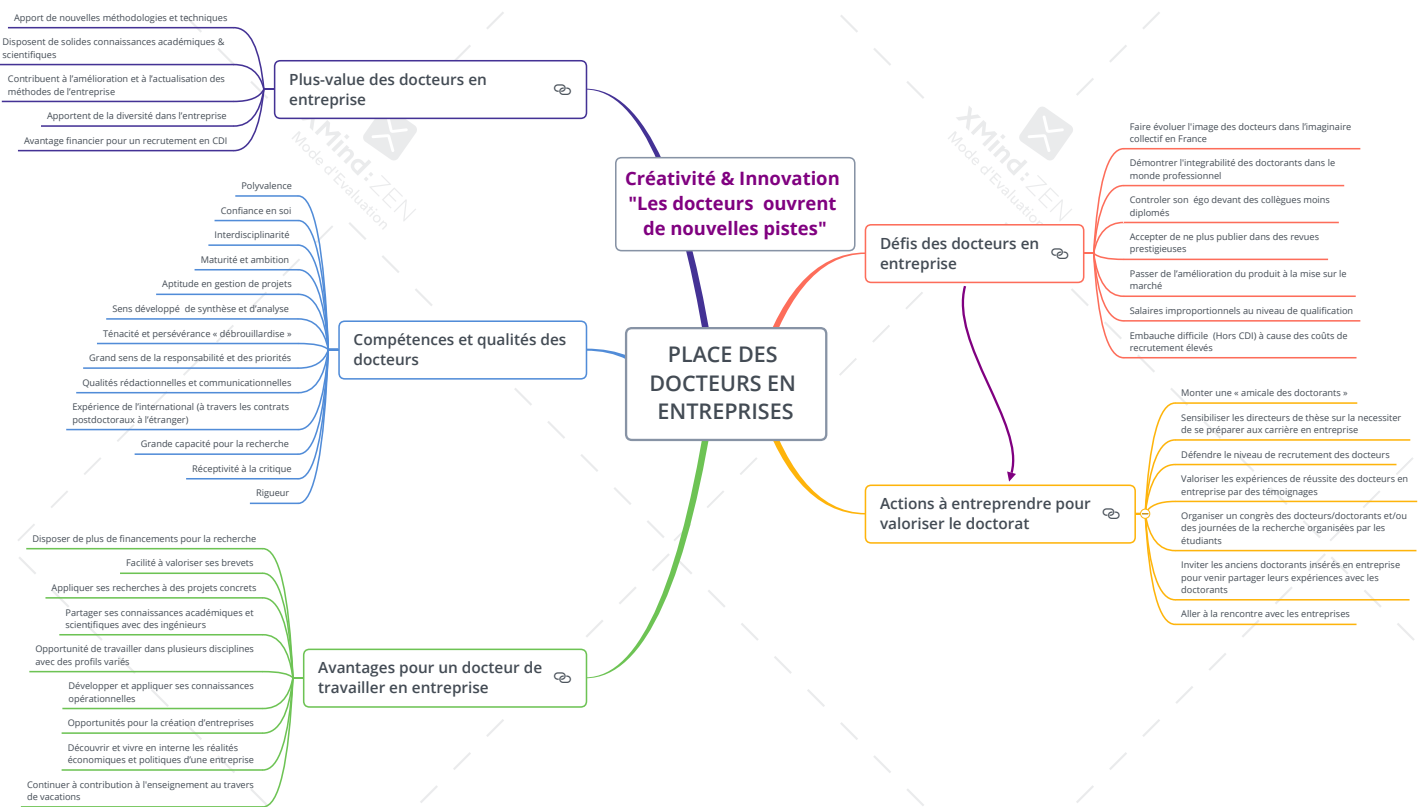 Apport de nouvelles méthodologies et techniques
Disposent de solides connaissances académiques &
scientifiques
Contribuent à l'amélioration et à l'actualisation des
méthodes de l'entreprise
Apportent de la diversité dans l'entreprise
Avantage financier pour un recrutement en CDI
Plus-value des docteurs en
entreprise
Polyvalence
Confiance en soi
Interdisciplinarité
Maturité et ambition
Aptitude en gestion de projets
Sens développé  de synthèse et d'analyse
Ténacité et persévérance « débrouillardise »
Grand sens de la responsabilité et des priorités
Qualités rédactionnelles et communicationnelles
Expérience de l'international (à travers les contrats
postdoctoraux à l'étranger)
Grande capacité pour la recherche
Réceptivité à la critique
Rigueur
Compétences et qualités des
docteurs
Disposer de plus de financements pour la recherche
Facilité à valoriser ses brevets
Appliquer ses recherches à des projets concrets
Partager ses connaissances académiques et
scientifiques avec des ingénieurs
Opportunité de travailler dans plusieurs disciplines
avec des profils variés
Développer et appliquer ses connaissances
opérationnelles
Opportunités pour la création d'entreprises
Découvrir et vivre en interne les réalités
économiques et politiques d'une entreprise
Continuer à contribution à l'enseignement au travers
de vacations
Avantages pour un docteur de
travailler en entreprise
Créativité & Innovation
"Les docteurs  ouvrent
de nouvelles pistes"
PLACE DES
DOCTEURS EN
ENTREPRISES
Défis des docteurs en
entreprise
Faire évoluer l'image des docteurs dans l'imaginaire
collectif en France
Démontrer l'integrabilité des doctorants dans le
monde professionnel
Controler son  égo devant des collègues moins
diplomés
Accepter de ne plus publier dans des revues
prestigieuses
Passer de l'amélioration du produit à la mise sur le
marché
Salaires improportionnels au niveau de qualification
Embauche difficile  (Hors CDI) à cause des coûts de
recrutement élevés
Actions à entreprendre pour
valoriser le doctorat
Monter une « amicale des doctorants »
Sensibiliser les directeurs de thèse sur la necessiter
de se préparer aux carrière en entreprise
Défendre le niveau de recrutement des docteurs
Valoriser les expériences de réussite des docteurs en
entreprise par des témoignages
Organiser un congrès des docteurs/doctorants et/ou
des journées de la recherche organisées par les
étudiants
Inviter les anciens doctorants insérés en entreprise
pour venir partager leurs expériences avec les
doctorants
Aller à la rencontre avec les entreprises
XMind: ZEN
Mode d'Evaluation
XMind: ZEN
Mode d'Evaluation